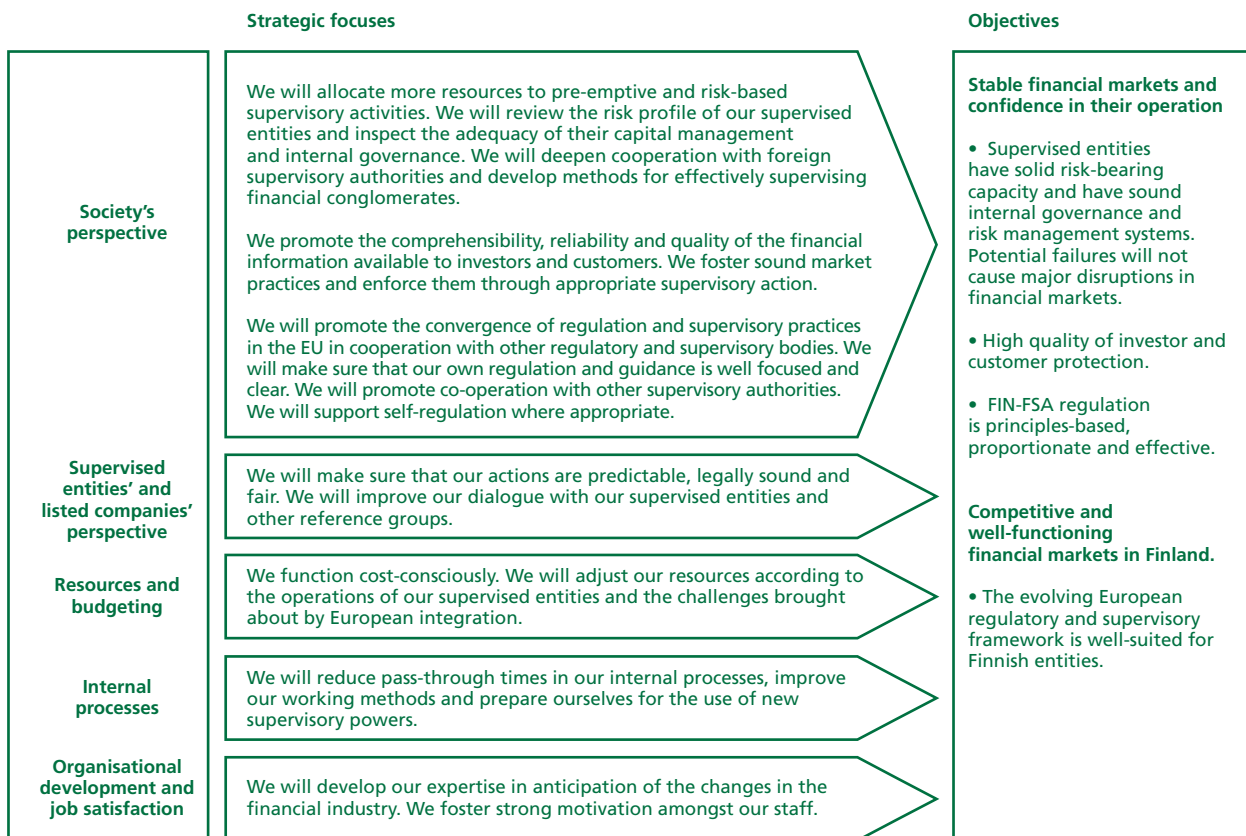 Strategic focuses
Objectives
Society's
perspective
We will allocate more resources to pre-emptive and risk-based
supervisory activities. We will review the risk profile of our supervised
entities and inspect the adequacy of their capital management
and internal governance. We will deepen cooperation with foreign
supervisory authorities and develop methods for effectively supervising
financial conglomerates.
We promote the comprehensibility, reliability and quality of the financial
information available to investors and customers. We foster sound market
practices and enforce them through appropriate supervisory action.
We will promote the convergence of regulation and supervisory practices
in the EU in cooperation with other regulatory and supervisory bodies. We
will make sure that our own regulation and guidance is well focused and
clear. We will promote co-operation with other supervisory authorities.
We will support self-regulation where appropriate.
Supervised
entities' and
listed companies'
perspective
We will make sure that our actions are predictable, legally sound and
fair. We will improve our dialogue with our supervised entities and
other reference groups.
Resources and
budgeting
We function cost-consciously. We will adjust our resources according to
the operations of our supervised entities and the challenges brought
about by European integration.
Internal
processes
We will reduce pass-through times in our internal processes, improve
our working methods and prepare ourselves for the use of new
supervisory powers.
Organisational
development and
job satisfaction
We will develop our expertise in anticipation of the changes in the
financial industry. We foster strong motivation amongst our staff.
Stable financial markets and
confidence in their operation
• Supervised entities
have solid risk-bearing
capacity and have sound
internal governance and
risk management systems.
Potential failures will not
cause major disruptions in
financial markets.
• High quality of investor and
customer protection.
• FIN-FSA regulation
is principles-based,
proportionate and effective.
Competitive and
well-functioning
financial markets in Finland.
• The evolving European
regulatory and supervisory
framework is well-suited for
Finnish entities.